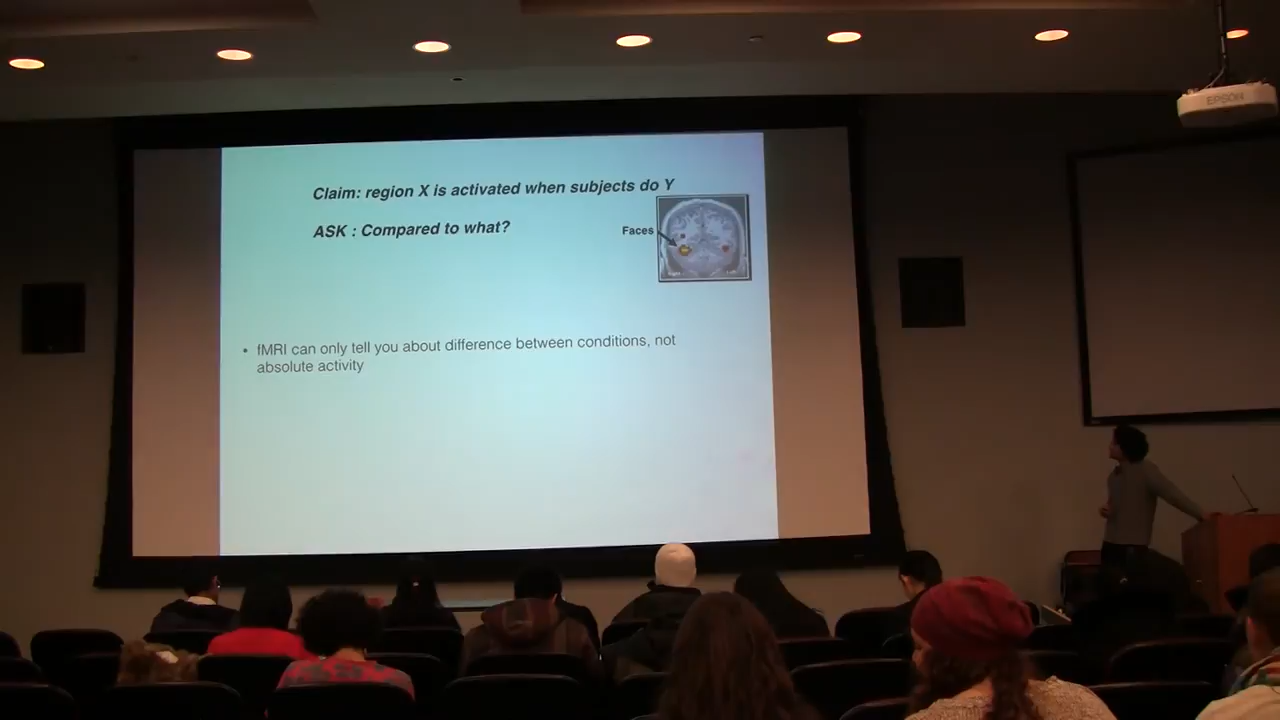 EPSON
Claim: region X is activated when subjects do Y
ASK : Compared to what?
Faces
• fMRI can only tell you about difference between conditions, not
absolute activity